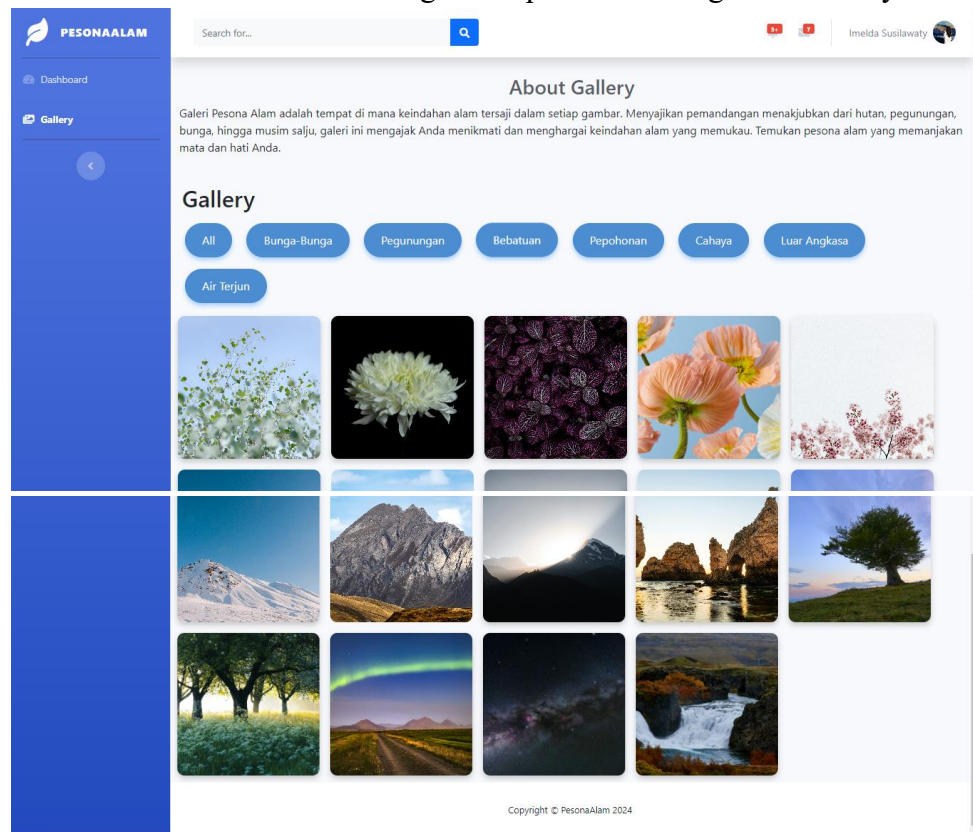 PESONAALAM
Search for...
3+
7
Imelda Susilawaty
Dashboard
Gallery
About Gallery
Galeri Pesona Alam adalah tempat di mana keindahan alam tersaji dalam setiap gambar. Menyajikan pemandangan menakjubkan dari hutan, pegunungan,
bunga, hingga musim salju, galeri ini mengajak Anda menikmati dan menghargai keindahan alam yang memukau. Temukan pesona alam yang memanjakan
mata dan hati Anda.
Gallery
All
Bunga-Bunga
Pegunungan
Bebatuan
Pepohonan
Cahaya
Luar Angkasa
Air Terjun
Copyright © PesonaAlam 2024